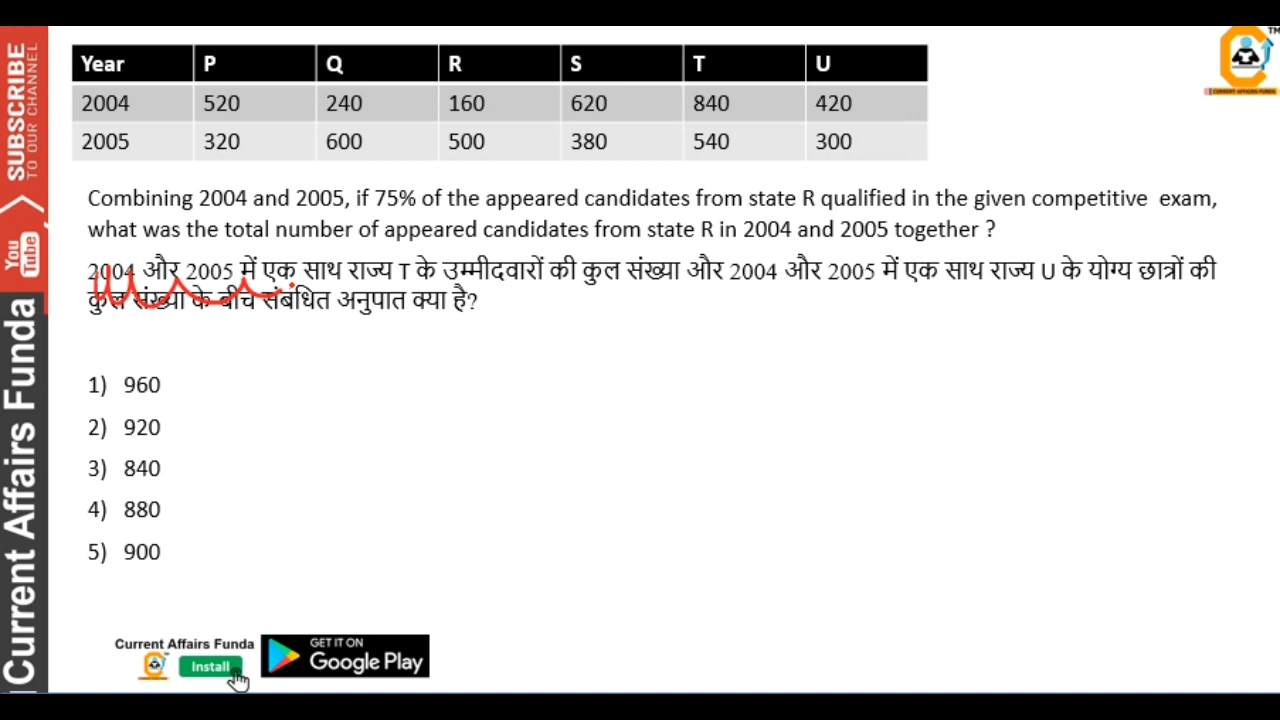 Year P Q R S T U
2004 520 240 160 620 840 420
2005 320 600 500 380 540 300
Combining 2004 and 2005, if 75% of the appeared candidates from state R qualified in the given competitive exam,
what was the total number of appeared candidates from state R in 2004 and 2005 together ?
2004 और 2005 में एक साथ राज्य T के उम्मीदवारों की कुल संख्या और 2004 और 2005 में एक साथ राज्य U के योग्य छात्रों की
कुल संख्या के बीच संबंधित अनुपात क्या है?
1) 960
2) 920
3) 840
4) 880
5) 900
Current Affairs Funda
Install
GET IT ON
Google Play
SUBSCRIBE
TO OUR CHANNEL
You
Tube
Current Affairs Funda
TM
CURRENT AFFAIRS FUNDA